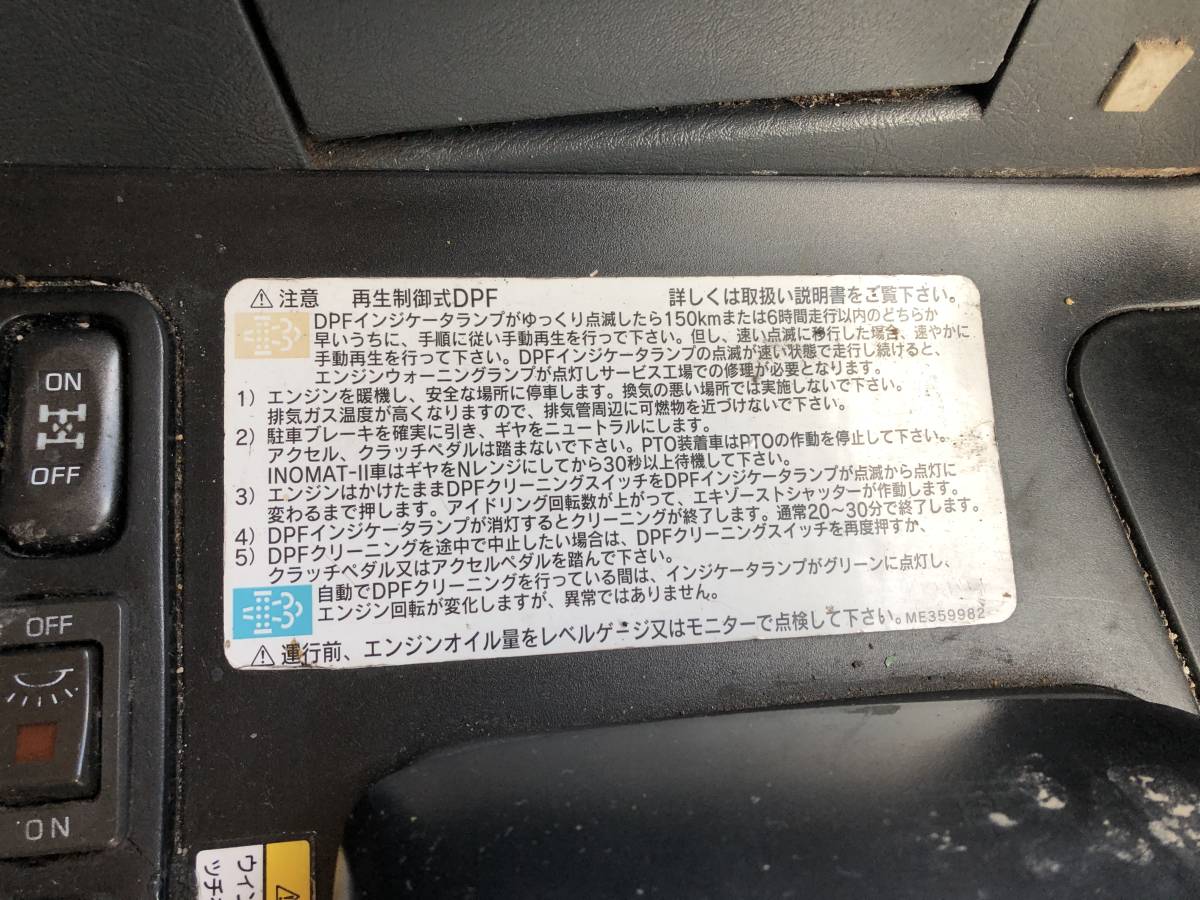 ⚠ 注意 再生制御式DPF 詳しくは取扱い説明書をご覧下さい。
DPFインジケータランプがゆっくり点滅したら150kmまたは6時間走行以内のどちらか
早いうちに、手順に従い手動再生を行って下さい。但し、速い点滅に移行した場合、速やかに
手動再生を行って下さい。DPFインジケータランプの点滅が速い状態で走行し続けると、
エンジンウォーニングランプが点灯しサービス工場での修理が必要となります。
1) エンジンを暖機し、安全な場所に停車します。換気の悪い場所では実施しないで下さい。
排気ガス温度が高くなりますので、排気管周辺に可燃物を近づけないで下さい。
2) 駐車ブレーキを確実に引き、ギヤをニュートラルにします。
アクセル、クラッチペダルは踏まないで下さい。PTO装着車はPTOの作動を停止して下さい。
INOMAT-II車はギヤをNレンジにしてから30秒以上待機して下さい。
3) エンジンはかけたままDPFクリーニングスイッチをDPFインジケータランプが点滅から点灯に
変わるまで押します。アイドリング回転数が上がって、エキゾーストシャッターが作動します。
4) DPFインジケータランプが消灯するとクリーニングが終了します。通常20〜30分で終了します。
5) DPFクリーニングを途中で中止したい場合は、DPFクリーニングスイッチを再度押すか、
クラッチペダル又はアクセルペダルを踏んで下さい。
自動でDPFクリーニングを行っている間は、インジケータランプがグリーンに点灯し、
エンジン回転が変化しますが、異常ではありません。
⚠ 運行前、エンジンオイル量をレベルゲージ又はモニターで点検して下さい。ME359982
ON
OFF
OFF
ON
ウイン
ッチ